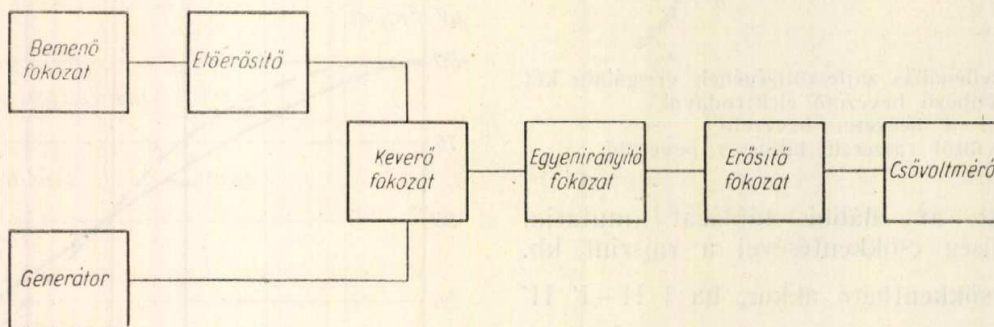 Bemenő
fokozat
Előerősítő
Keverő
fokozat
Egyenirányító
fokozat
Erősítő
fokozat
Csővoltmérő
Generátor